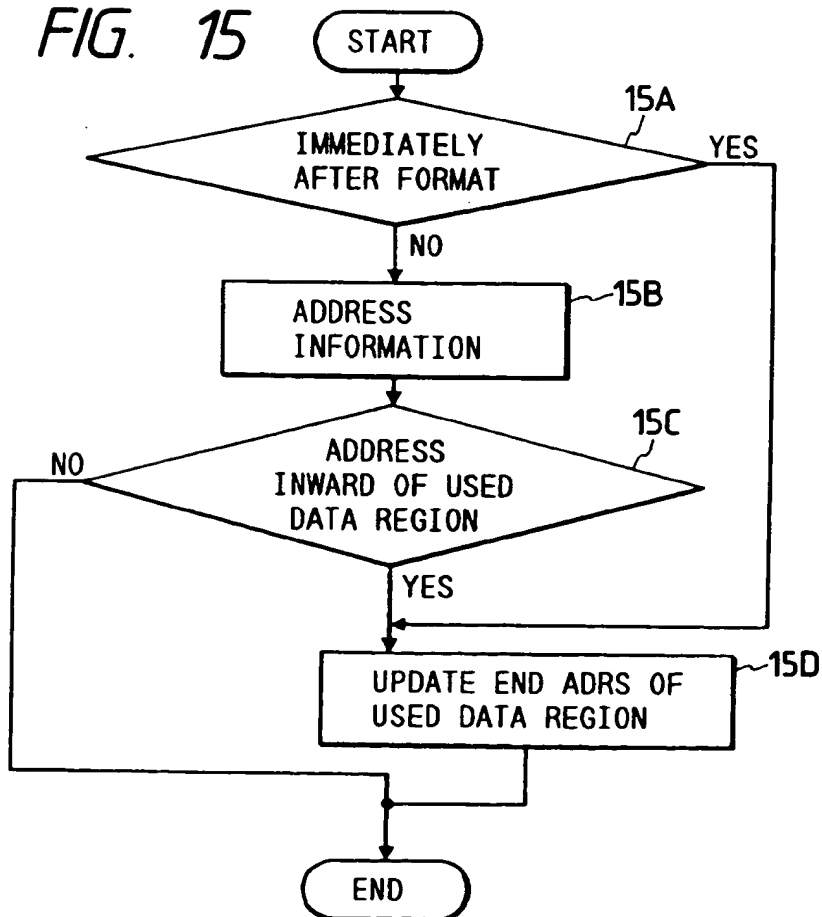 FIG. 15
START
15A
IMMEDIATELY
AFTER FORMAT
YES
NO
15B
ADDRESS
INFORMATION
15C
NO
ADDRESS
INWARD OF USED
DATA REGION
YES
15D
UPDATE END ADRS OF
USED DATA REGION
END